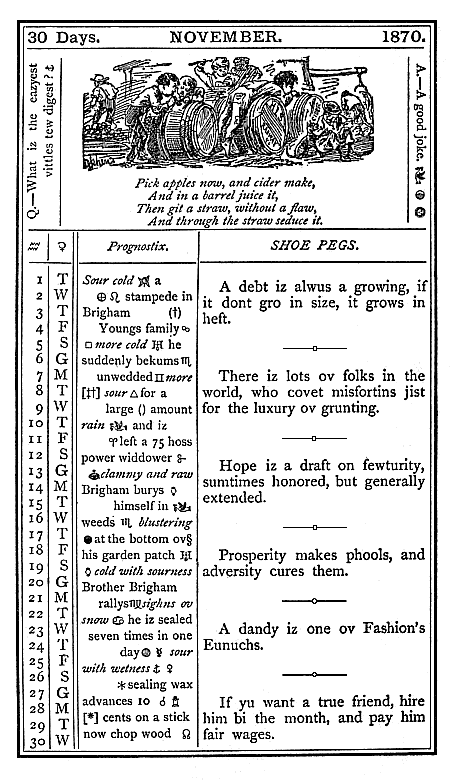 30 Days. NOVEMBER. 1870.
Q.—What iz the eazyest
vittles tew digest?
A.—A good joke.
Pick apples now, and cider make,
And in a barrel juice it,
Then git a straw, without a flaw,
And through the straw seduce it.
Prognostix. SHOE PEGS.
1 T
2 W
3 T
4 F
5 S
6 G
7 M
8 T
9 W
10 T
11 F
12 S
13 G
14 M
15 T
16 W
17 T
18 F
19 S
20 G
21 M
22 T
23 W
24 T
25 F
26 S
27 G
28 M
29 T
30 W
Sour cold ♓ a
⊕ ♌ stampede in
Brigham (†)
Youngs family ∞
□ more cold ♓ he
suddenly bekums ♏
unwedded ♊ more
[‡] sour △ for a
large () amount
rain and iz
♈ left a 75 hoss
power widdower
clammy and raw
Brigham burys ⚲
himself in
weeds ♏ blustering
● at the bottom ov §
his garden patch ♓
⚲ cold with sourness
Brother Brigham
rallys ♍ sighns ov
snow ♋ he iz sealed
seven times in one
day ☿ sour
with wetness ⚓ ♀
* sealing wax
advances 10 ☌
[*] cents on a stick
now chop wood ☊
A debt iz alwus a growing, if
it dont gro in size, it grows in
heft.
There iz lots ov folks in the
world, who covet misfortins jist
for the luxury ov grunting.
Hope iz a draft on fewturity,
sumtimes honored, but generally
extended.
Prosperity makes phools, and
adversity cures them.
A dandy iz one ov Fashion's
Eunuchs.
If yu want a true friend, hire
him bi the month, and pay him
fair wages.